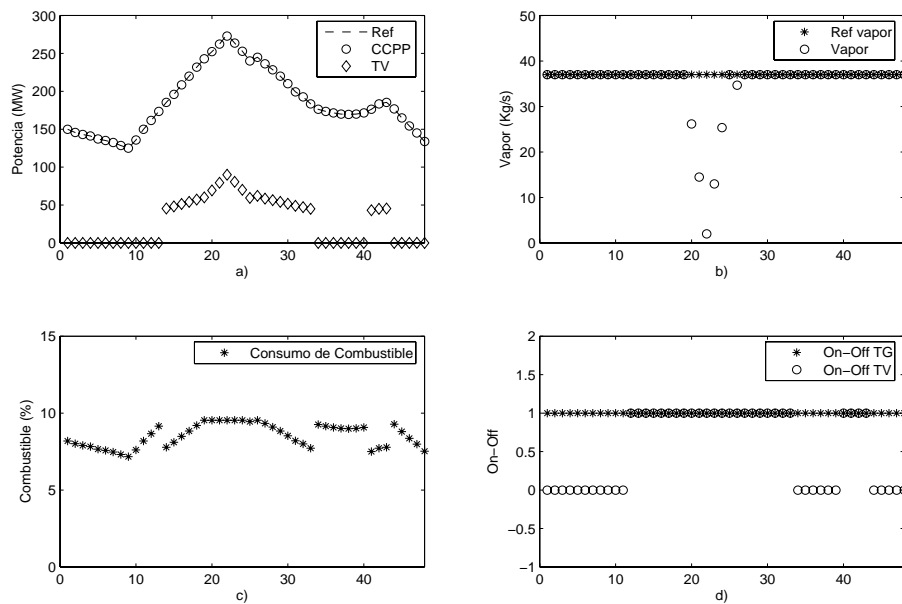 300
250
200
150
100
50
0
Potencia (MW)
Ref
CCPP
TV
0 10 20 30 40
a)
50
40
30
20
10
0
Vapor (Kg/s)
Ref vapor
Vapor
0 10 20 30 40
b)
15
10
5
0
Combustible (%)
Consumo de Combustible
0 10 20 30 40
c)
2
1.5
1
0.5
0
−0.5
−1
On−Off
On−Off TG
On−Off TV
0 10 20 30 40
d)